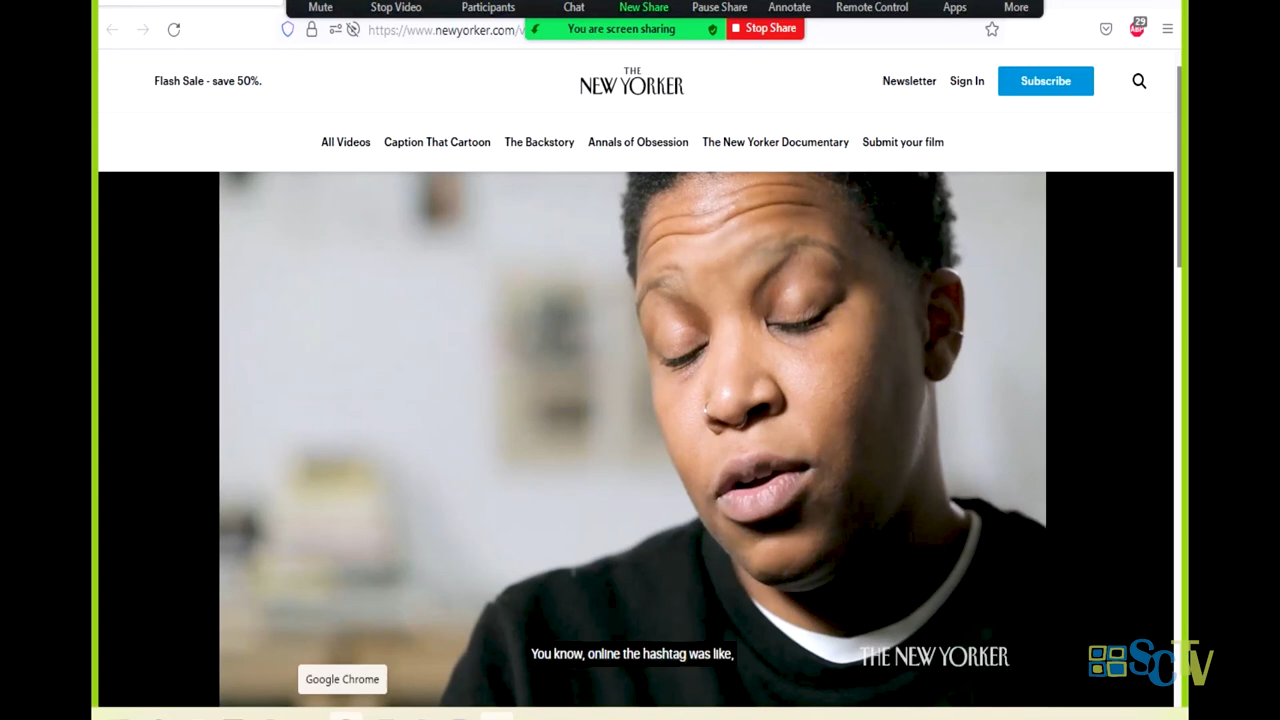 Mute Stop Video Participants Chat New Share Pause Share Annotate Remote Control Apps More
https://www.newyorker.com/v
You are screen sharing Stop Share
29
ABP
Flash Sale - save 50%.
THE
NEW YORKER
Newsletter Sign In Subscribe
All Videos Caption That Cartoon The Backstory Annals of Obsession The New Yorker Documentary Submit your film
You know, online the hashtag was like,
THE NEW YORKER
SCTV
Google Chrome